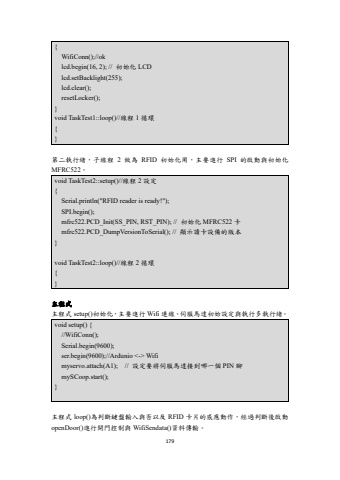 {
WifiConn();//ok
lcd.begin(16, 2); // 初始化 LCD
lcd.setBacklight(255);
lcd.clear();
resetLocker();
}
void TaskTest1::loop()//線程 1 循環
{
}
第二執行緒，子線程 2 做為 RFID 初始化用，主要進行 SPI 的啟動與初始化
MFRC522。
void TaskTest2::setup()//線程 2 設定
{
Serial.println("RFID reader is ready!");
SPI.begin();
mfrc522.PCD_Init(SS_PIN, RST_PIN); // 初始化 MFRC522 卡
mfrc522.PCD_DumpVersionToSerial(); // 顯示讀卡設備的版本
}
void TaskTest2::loop()//線程 2 循環
{
}
主程式
主程式 setup()初始化，主要進行 Wifi 連線、伺服馬達初始設定與執行多執行緒。
void setup() {
//WifiConn();
Serial.begin(9600);
ser.begin(9600);//Ardunio <-> Wifi
myservo.attach(A1); // 設定要將伺服馬達接到哪一個 PIN 腳
mySCoop.start();
}
主程式 loop()為判斷鍵盤輸入與否以及 RFID 卡片的感應動作，經過判斷後啟動
openDoor()進行開門控制與 WifiSendata()資料傳輸。
179